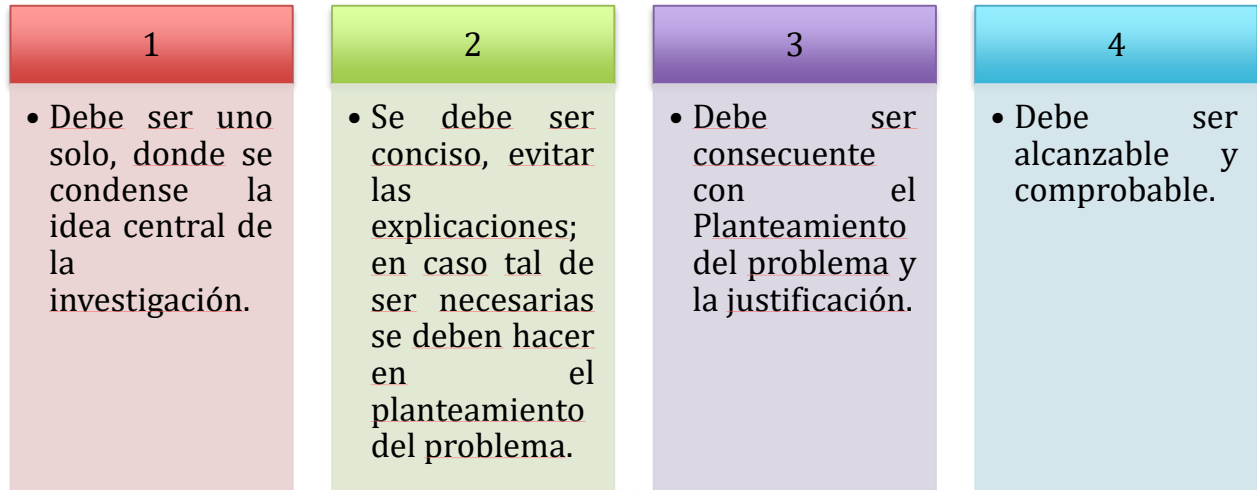 1
• Debe ser uno
solo, donde se
condense la
idea central de
la
investigación.
2
• Se debe ser
conciso, evitar
las
explicaciones;
en caso tal de
ser necesarias
se deben hacer
en el
planteamiento
del problema.
3
• Debe ser
consecuente
con el
Planteamiento
del problema y
la justificación.
4
• Debe ser
alcanzable y
comprobable.